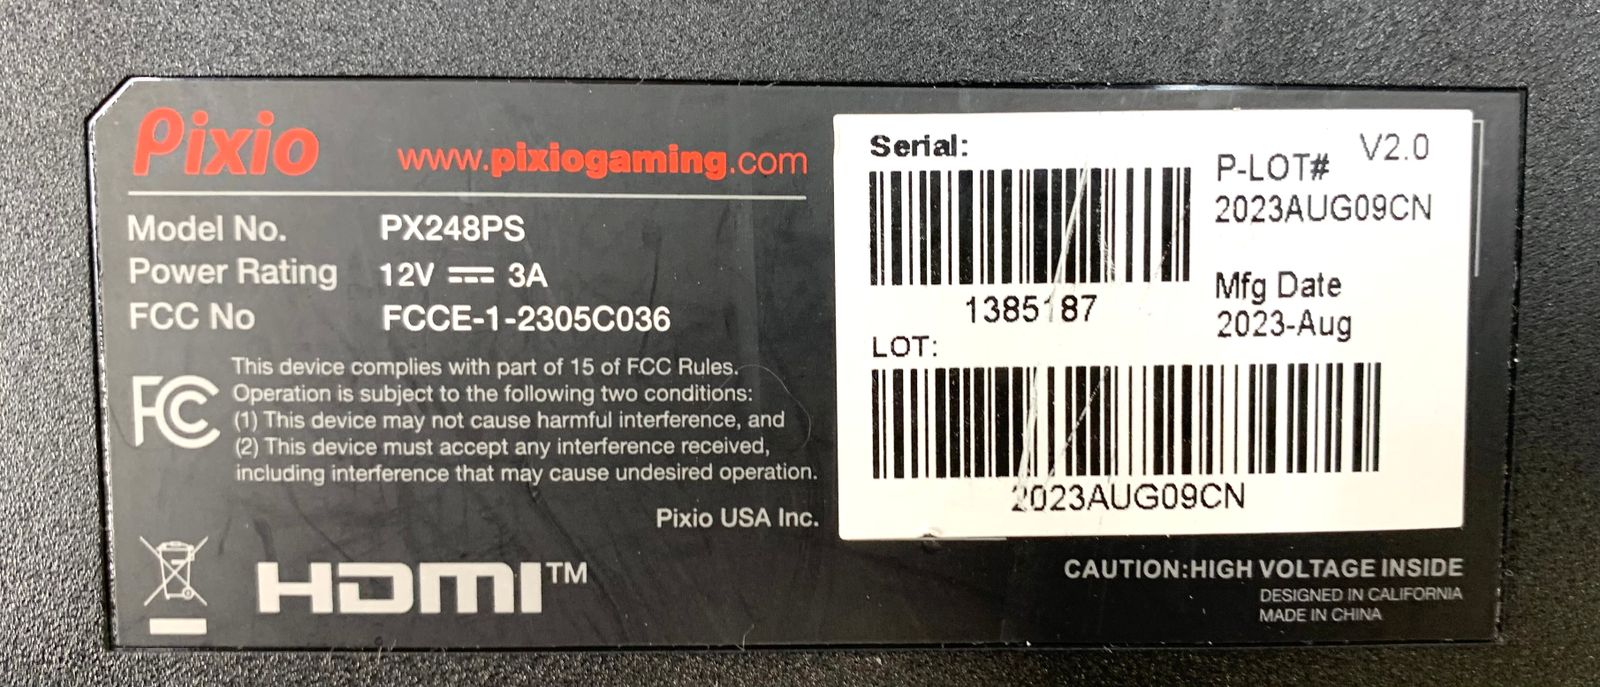 Pixio www.pixiogaming.com
Model No. PX248PS
Power Rating 12V 3A
FCC No FCCE-1-2305C036
FC
This device complies with part of 15 of FCC Rules.
Operation is subject to the following two conditions:
(1) This device may not cause harmful interference, and
(2) This device must accept any interference received,
including interference that may cause undesired operation.
Pixio USA Inc.
HDMI™
Serial:
1385187
P-LOT# V2.0
2023AUG09CN
Mfg Date
2023-Aug
LOT:
2023AUG09CN
CAUTION:HIGH VOLTAGE INSIDE
DESIGNED IN CALIFORNIA
MADE IN CHINA